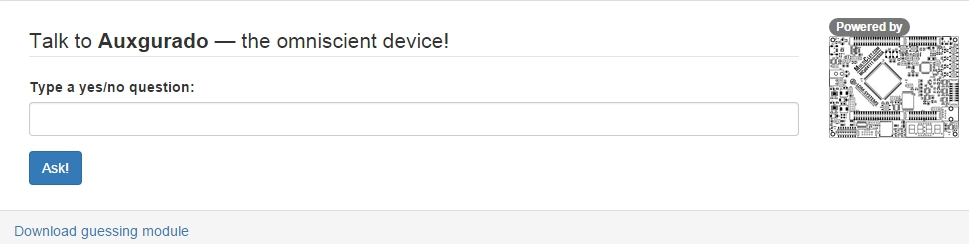 Talk to Auxgurado — the omniscient device!
Powered by
Type a yes/no question:
Ask!
Download guessing module